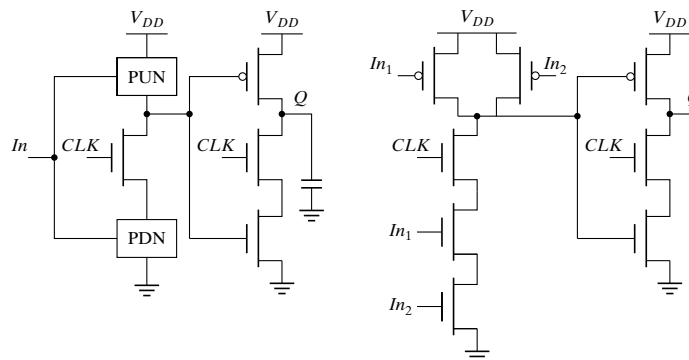 V_DD
V_DD
PUN
Q
In
CLK
CLK
PDN
V_DD
V_DD
In_1
In_2
CLK
CLK
In_1
In_2